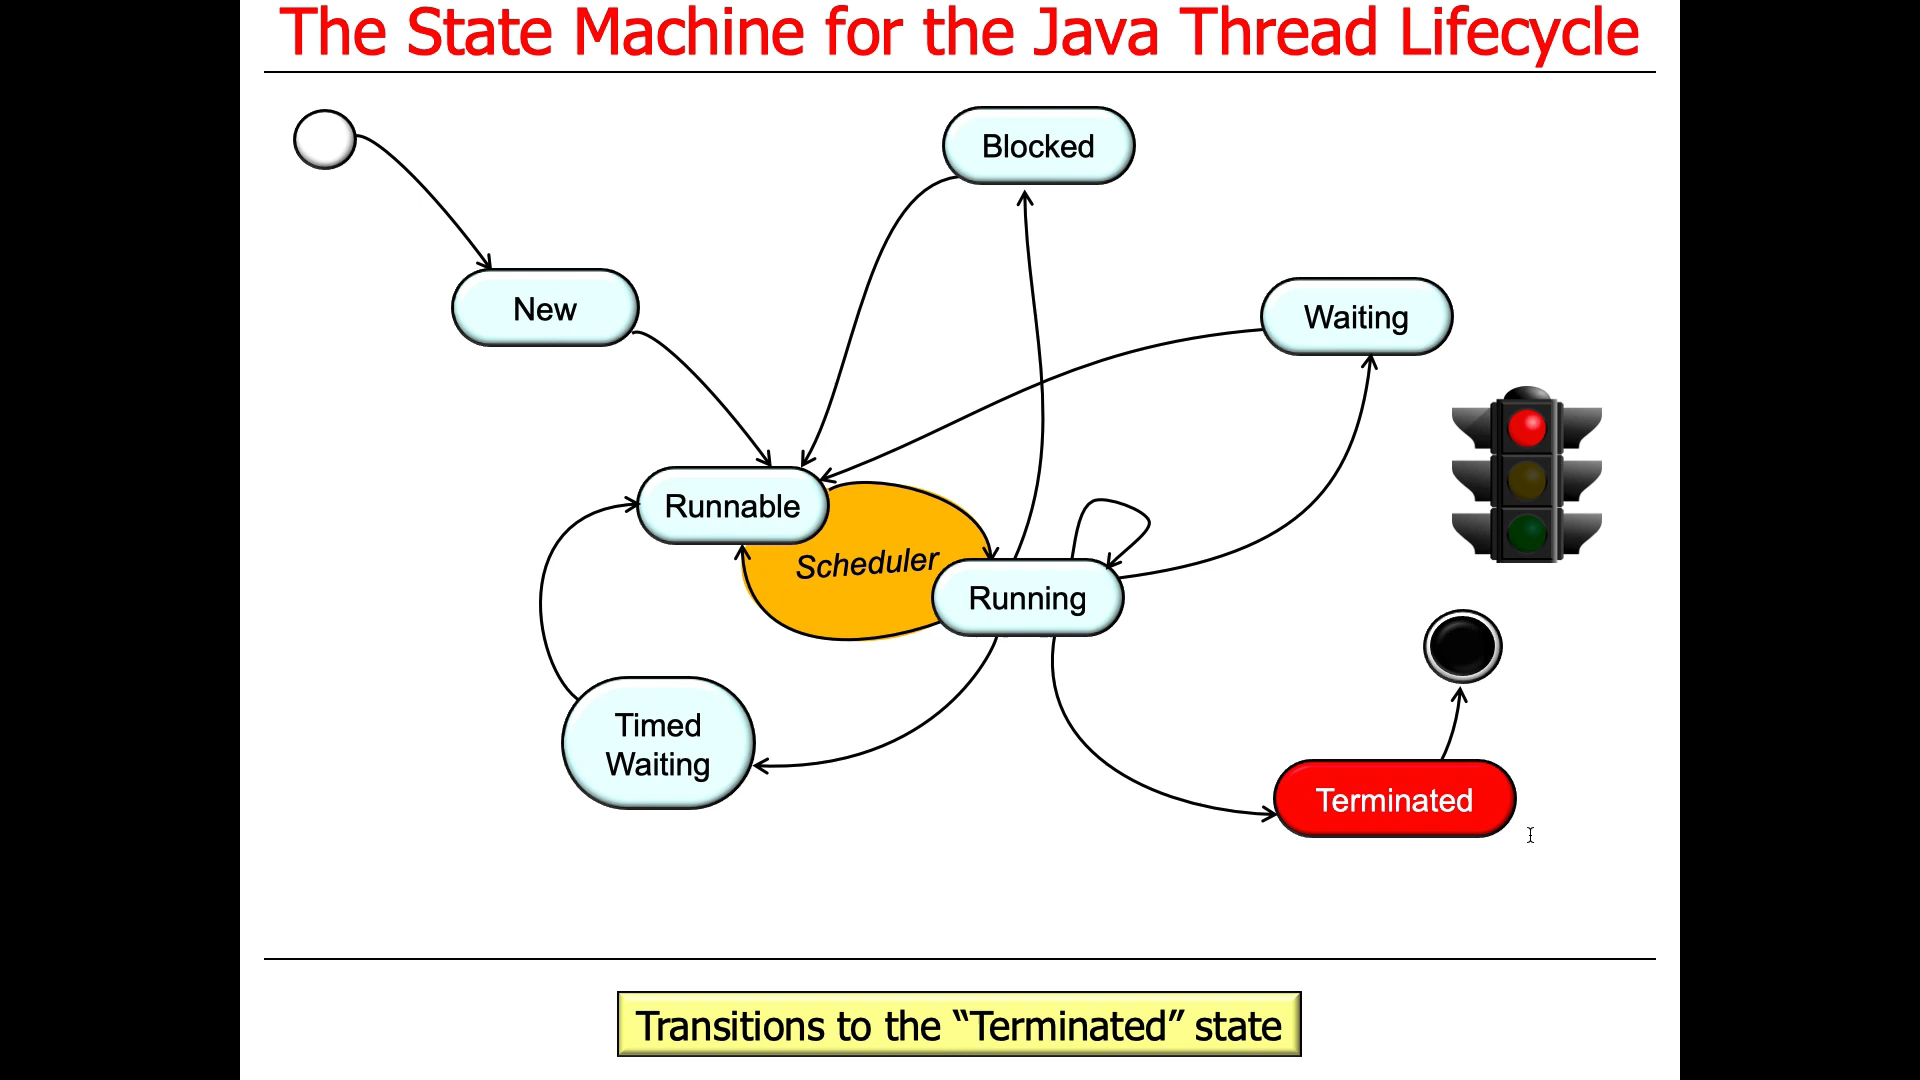 The State Machine for the Java Thread Lifecycle
Blocked
New
Waiting
Runnable
Scheduler
Running
Timed
Waiting
Terminated
Transitions to the “Terminated” state